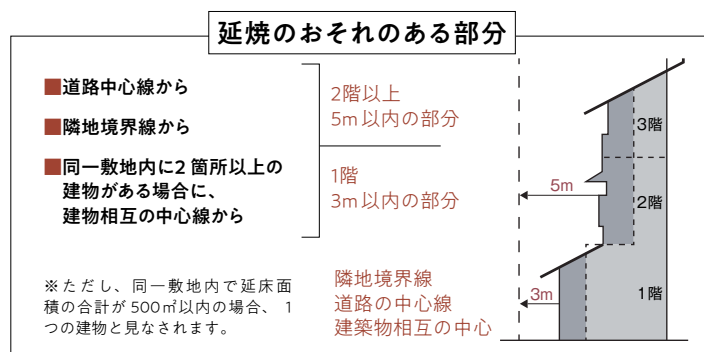 延焼のおそれのある部分
■道路中心線から
■隣地境界線から
■同一敷地内に2 箇所以上の
建物がある場合に、
建物相互の中心線から
2階以上
5m以内の部分
1階
3m以内の部分
※ただし、同一敷地内で延床面
積の合計が 500㎡以内の場合、 1
つの建物と見なされます。
隣地境界線
道路の中心線
建築物相互の中心
3階
5m
2階
3m
1階